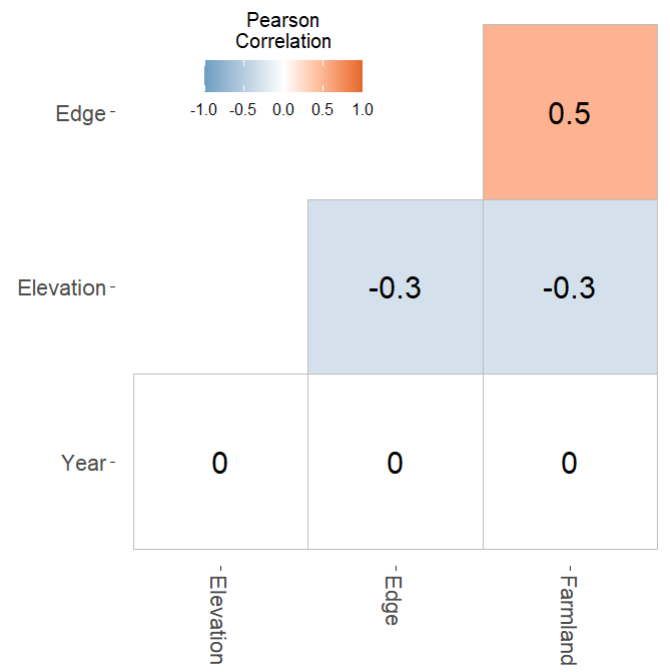 Pearson
Correlation
-1.0 -0.5 0.0 0.5 1.0
Edge
0.5
Elevation
-0.3 -0.3
Year
0 0 0
Elevation
Edge
Farmland